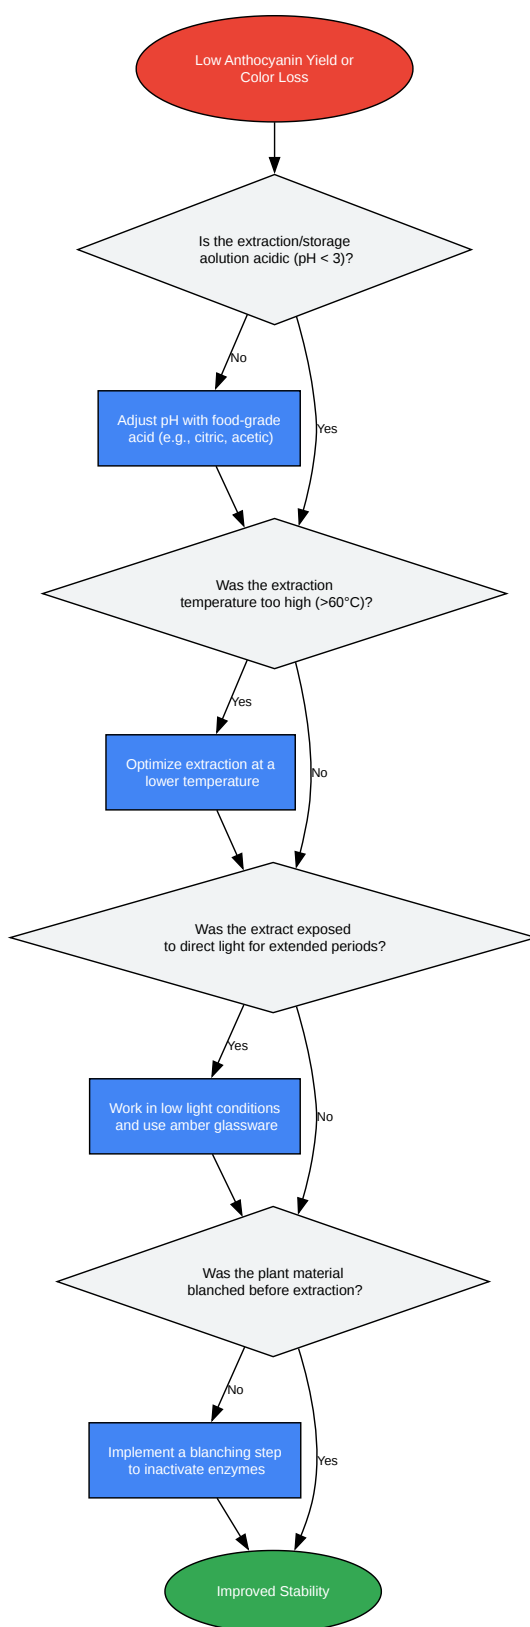 Low Anthocyanin Yield or
Color Loss
Is the extraction/storage
aolution acidic (pH < 3)?
No
Yes
Adjust pH with food-grade
acid (e.g., citric, acetic)
Was the extraction
temperature too high (>60°C)?
Yes
No
Optimize extraction at a
lower temperature
Was the extract exposed
to direct light for extended periods?
Yes
No
Work in low light conditions
and use amber glassware
Was the plant material
blanched before extraction?
No
Yes
Implement a blanching step
to inactivate enzymes
Improved Stability